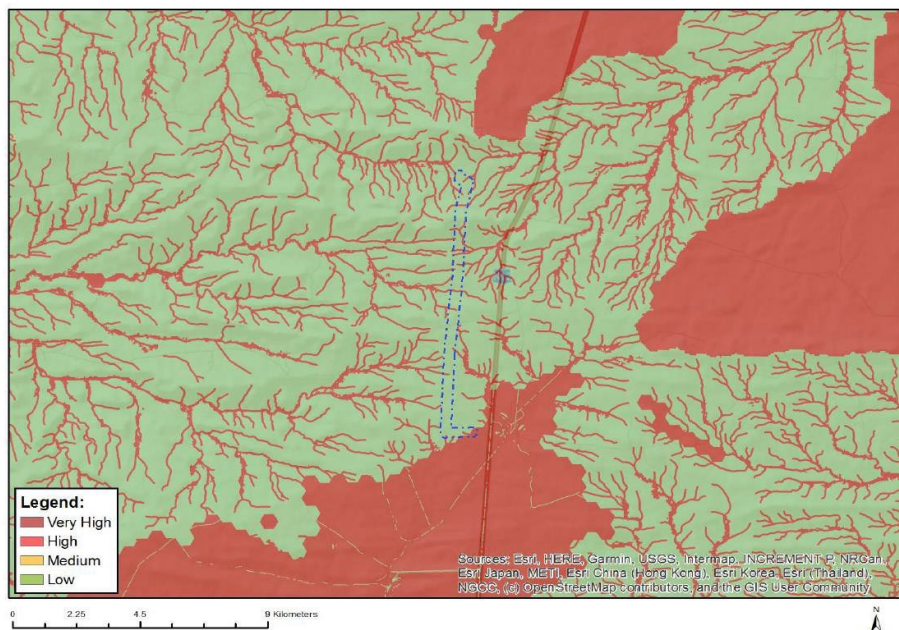 Legend:
Very High
High
Medium
Low
Sources: Esri, HERE, Garmin, USGS, Intermap, INCREMENT P, NRCan,
Esri Japan, METI, Esri China (Hong Kong), Esri Korea, Esri (Thailand),
NGCC, (c) OpenStreetMap contributors, and the GIS User Community
0 2.25 4.5 9 Kilometers
N